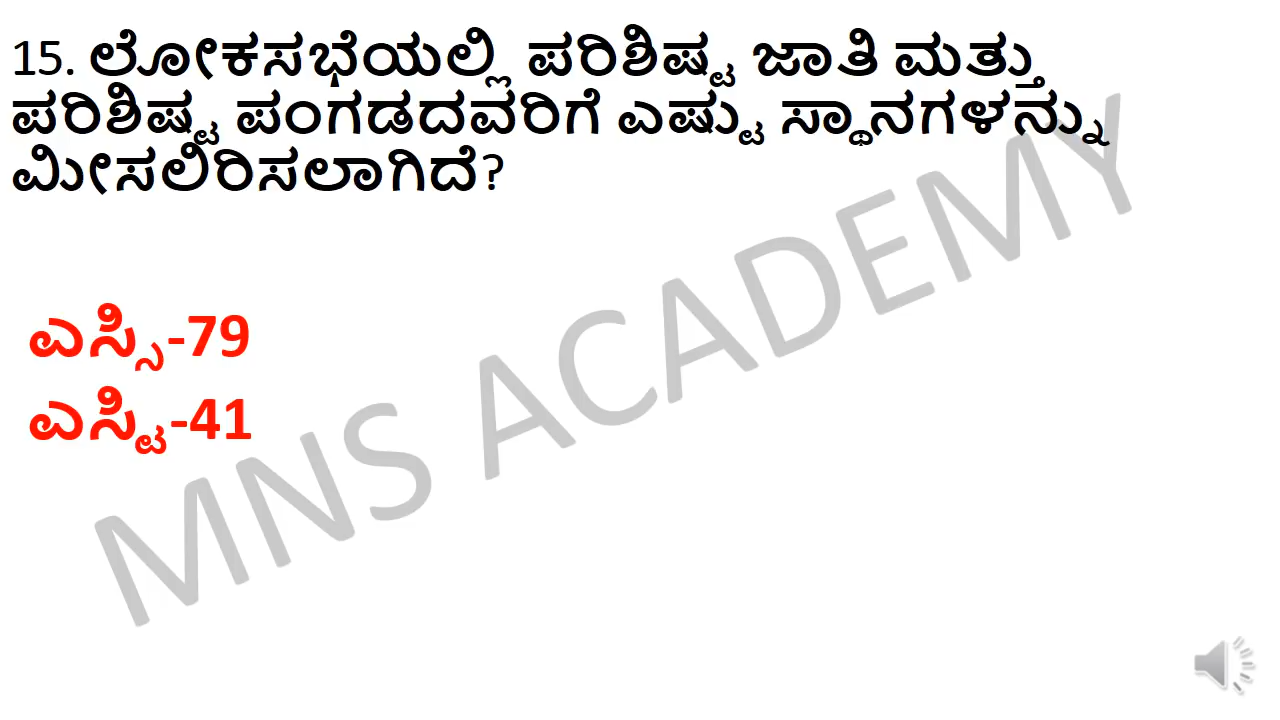 15. ಲೋಕಸಭೆಯಲ್ಲಿ ಪರಿಶಿಷ್ಟ ಜಾತಿ ಮತ್ತು
ಪರಿಶಿಷ್ಟ ಪಂಗಡದವರಿಗೆ ಎಷ್ಟು ಸ್ಥಾನಗಳನ್ನು
ಮೀಸಲಿರಿಸಲಾಗಿದೆ?
ಎಸ್ಸಿ-79
ಎಸ್ಟಿ-41
MNS ACADEMY